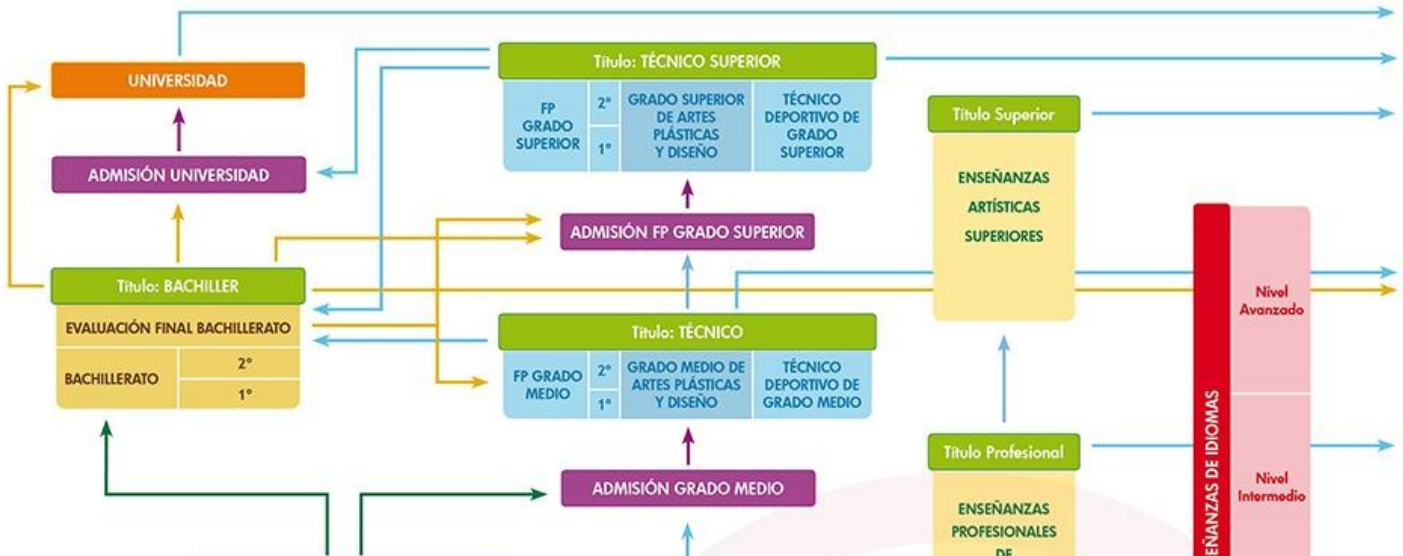 UNIVERSIDAD
ADMISIÓN UNIVERSIDAD
Título: BACHILLER
EVALUACIÓN FINAL BACHILLERATO
BACHILLERATO
2º
1º
Título: TÉCNICO SUPERIOR
FP
GRADO
SUPERIOR
2º
1º
GRADO SUPERIOR
DE ARTES
PLÁSTICAS
Y DISEÑO
TÉCNICO
DEPORTIVO DE
GRADO
SUPERIOR
ADMISIÓN FP GRADO SUPERIOR
Título: TÉCNICO
FP GRADO
MEDIO
2º
1º
GRADO MEDIO DE
ARTES PLÁSTICAS
Y DISEÑO
TÉCNICO
DEPORTIVO DE
GRADO MEDIO
ADMISIÓN GRADO MEDIO
Título Superior
ENSEÑANZAS
ARTÍSTICAS
SUPERIORES
Título Profesional
ENSEÑANZAS
PROFESIONALES
DE
EÑANZAS DE IDIOMAS
Nivel
Avanzado
Nivel
Intermedio